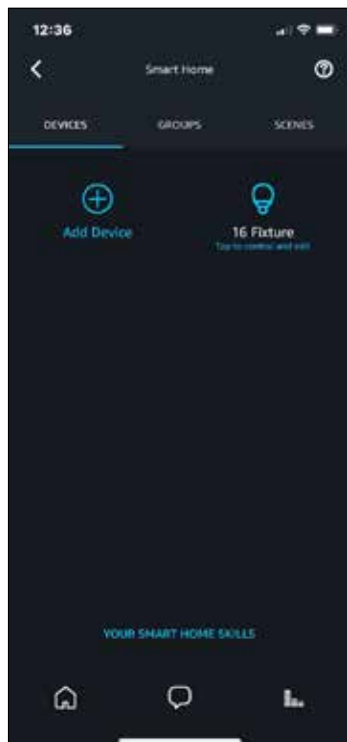 12:36
Smart Home
DEVICES GROUPS SCENES
Add Device
16 Fixture
Tap to control and edit
YOUR SMART HOME SKILLS